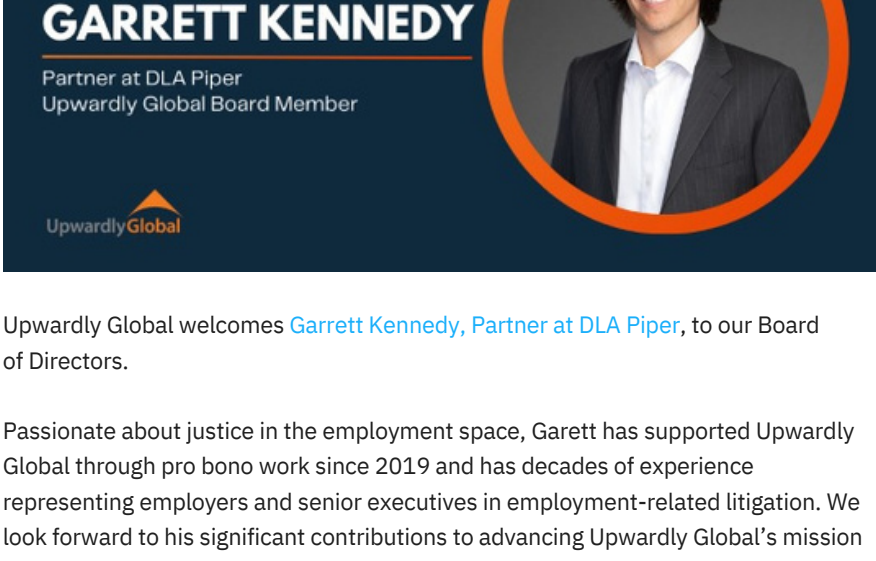 GARRETT KENNEDY
Partner at DLA Piper
Upwardly Global Board Member
UpwardlyGlobal
Upwardly Global welcomes Garrett Kennedy, Partner at DLA Piper, to our Board
of Directors.
Passionate about justice in the employment space, Garett has supported Upwardly
Global through pro bono work since 2019 and has decades of experience
representing employers and senior executives in employment-related litigation. We
look forward to his significant contributions to advancing Upwardly Global’s mission